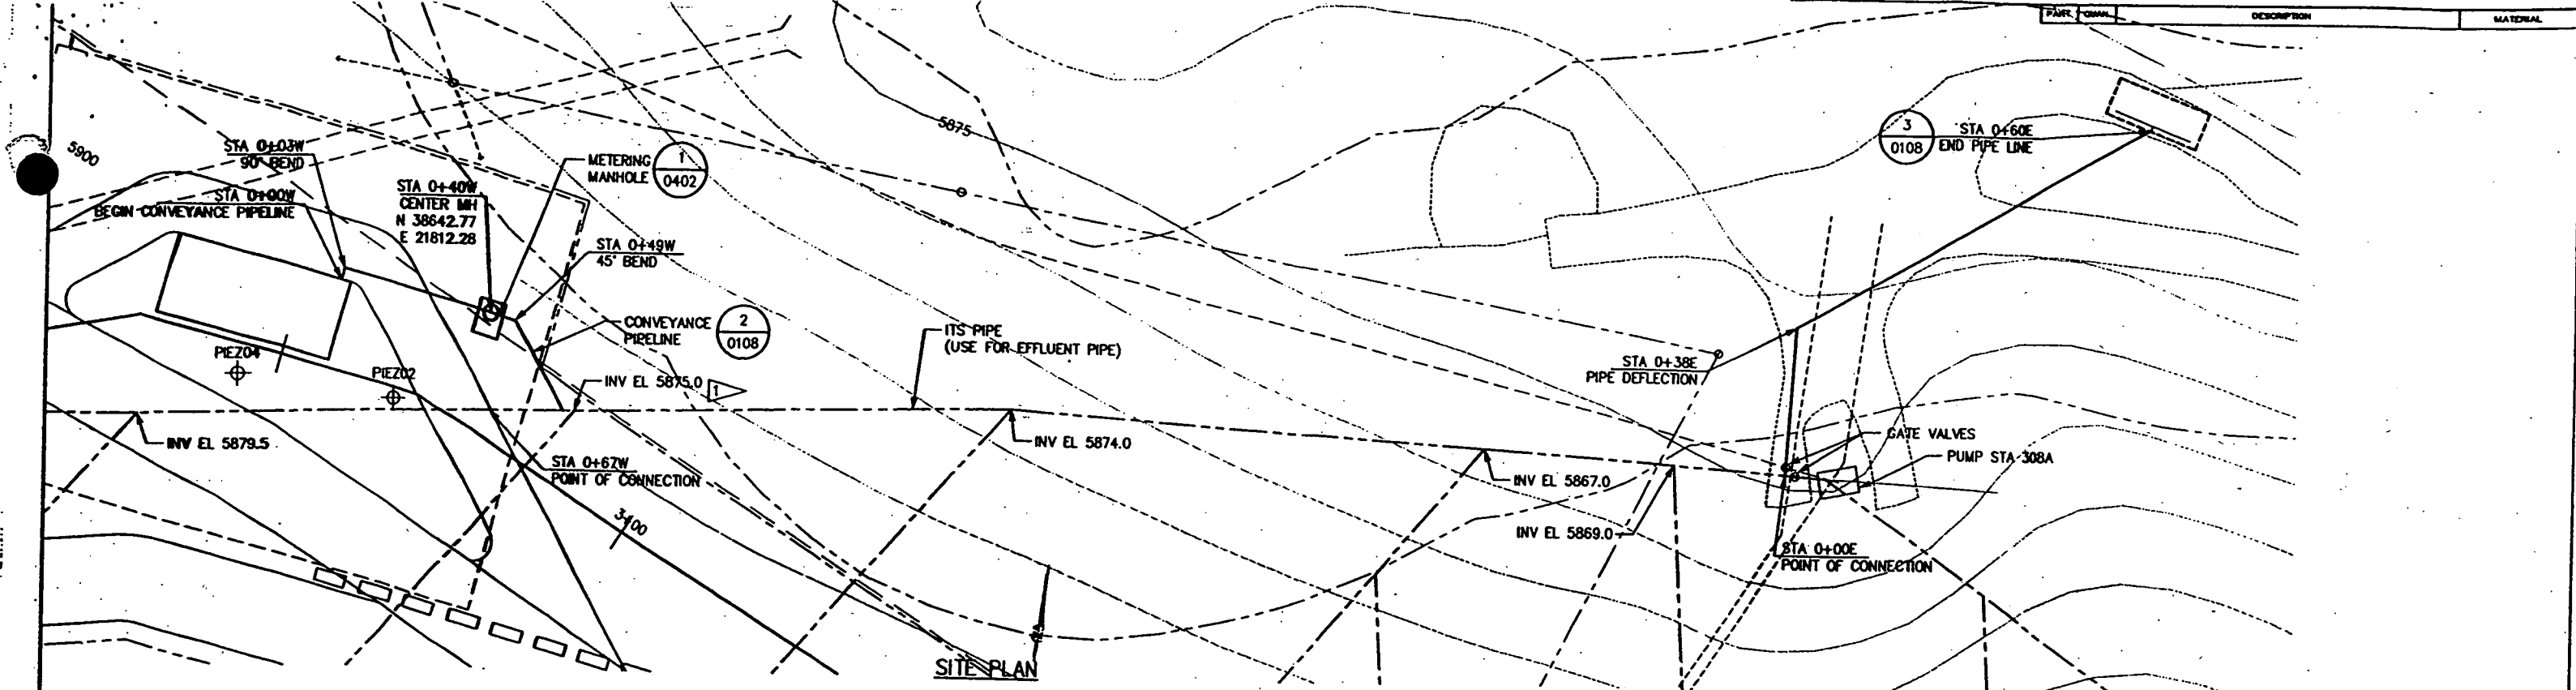 PART
QUAN
DESCRIPTION
MATERIAL
5900
STA 0+03W
90° BEND
STA 0+00W
BEGIN CONVEYANCE PIPELINE
STA 0+40W
CENTER MH
N 38642.77
E 21812.28
METERING
MANHOLE
1
0402
STA 0+49W
45° BEND
CONVEYANCE
PIPELINE
2
0108
5875
3
0108
STA 0+60E
END PIPE LINE
ITS PIPE
(USE FOR EFFLUENT PIPE)
PIEZ04
PIEZ02
INV EL 5875.0
1
INV EL 5879.5
STA 0+67W
POINT OF CONNECTION
INV EL 5874.0
STA 0+38E
PIPE DEFLECTION
GATE VALVES
PUMP STA 308A
INV EL 5867.0
INV EL 5869.0
STA 0+00E
POINT OF CONNECTION
3400
SITE PLAN